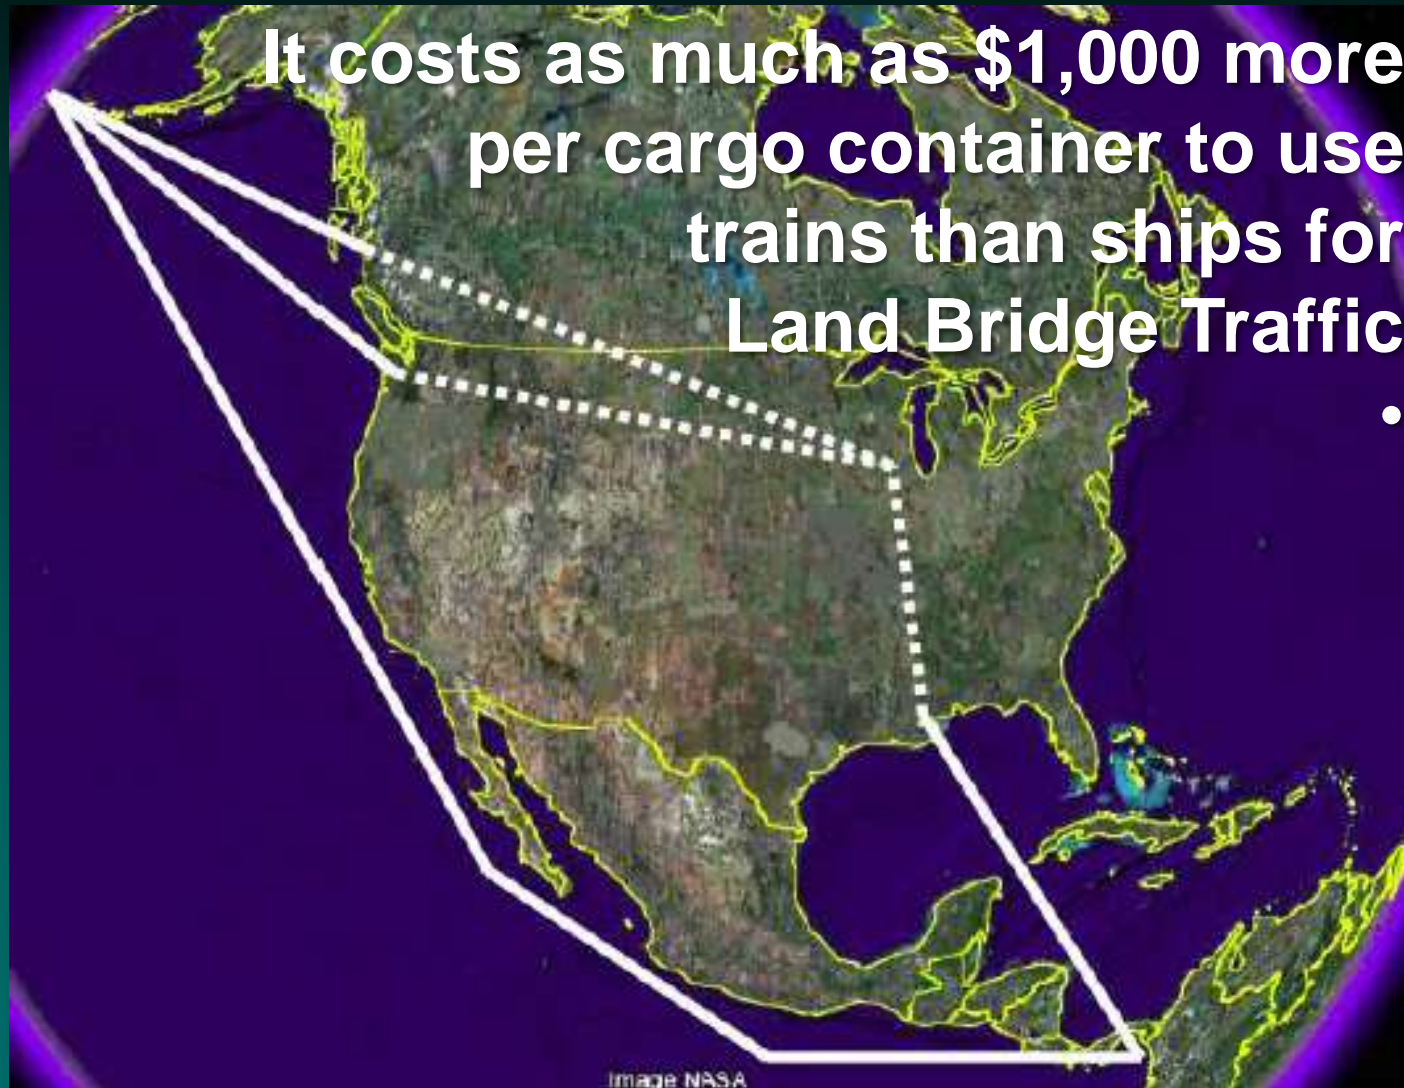 It costs as much as $1,000 more
per cargo container to use
trains than ships for
Land Bridge Traffic
•
Image NASA